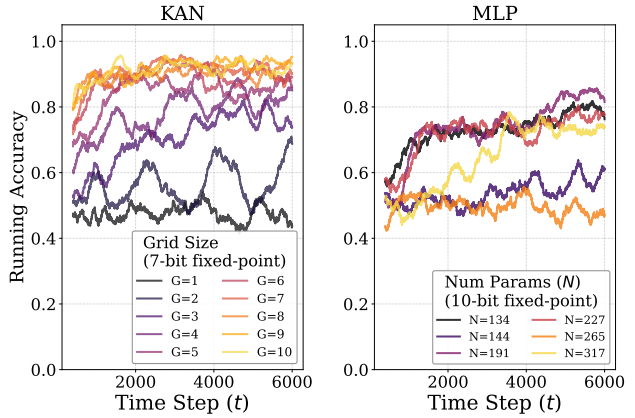 KAN
MLP
Running Accuracy
1.0
0.8
0.6
0.4
0.2
0.0
2000
4000
6000
Time Step (t)
Grid Size
(7-bit fixed-point)
G=1
G=2
G=3
G=4
G=5
G=6
G=7
G=8
G=9
G=10
1.0
0.8
0.6
0.4
0.2
0.0
2000
4000
6000
Time Step (t)
Num Params (N)
(10-bit fixed-point)
N=134
N=144
N=191
N=227
N=265
N=317